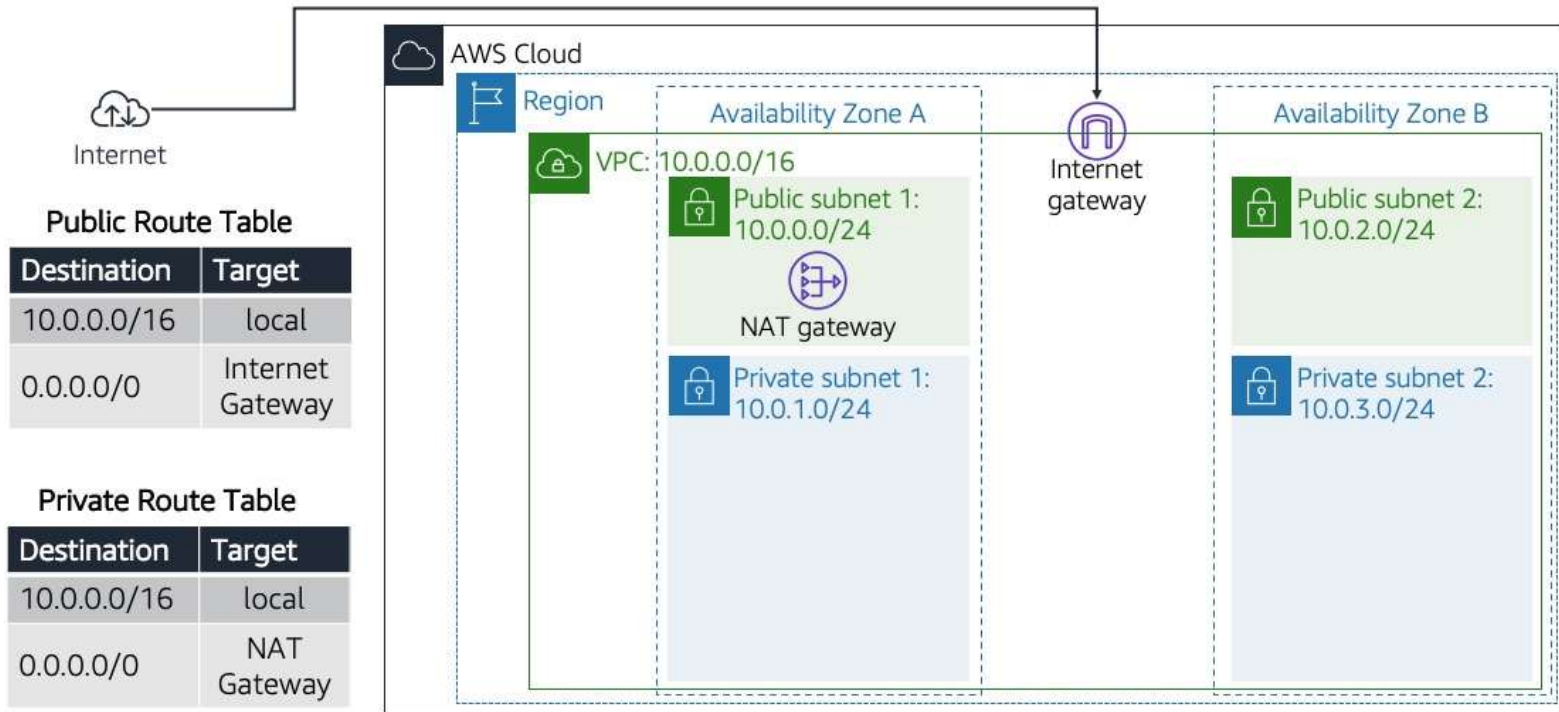 AWS Cloud
Region
Availability Zone A
Availability Zone B
Internet
VPC: 10.0.0.0/16
Internet
gateway
Public subnet 1:
10.0.0.0/24
NAT gateway
Public subnet 2:
10.0.2.0/24
Private subnet 1:
10.0.1.0/24
Private subnet 2:
10.0.3.0/24
Public Route Table
Destination Target
10.0.0.0/16 local
0.0.0.0/0 Internet
Gateway
Private Route Table
Destination Target
10.0.0.0/16 local
0.0.0.0/0 NAT
Gateway